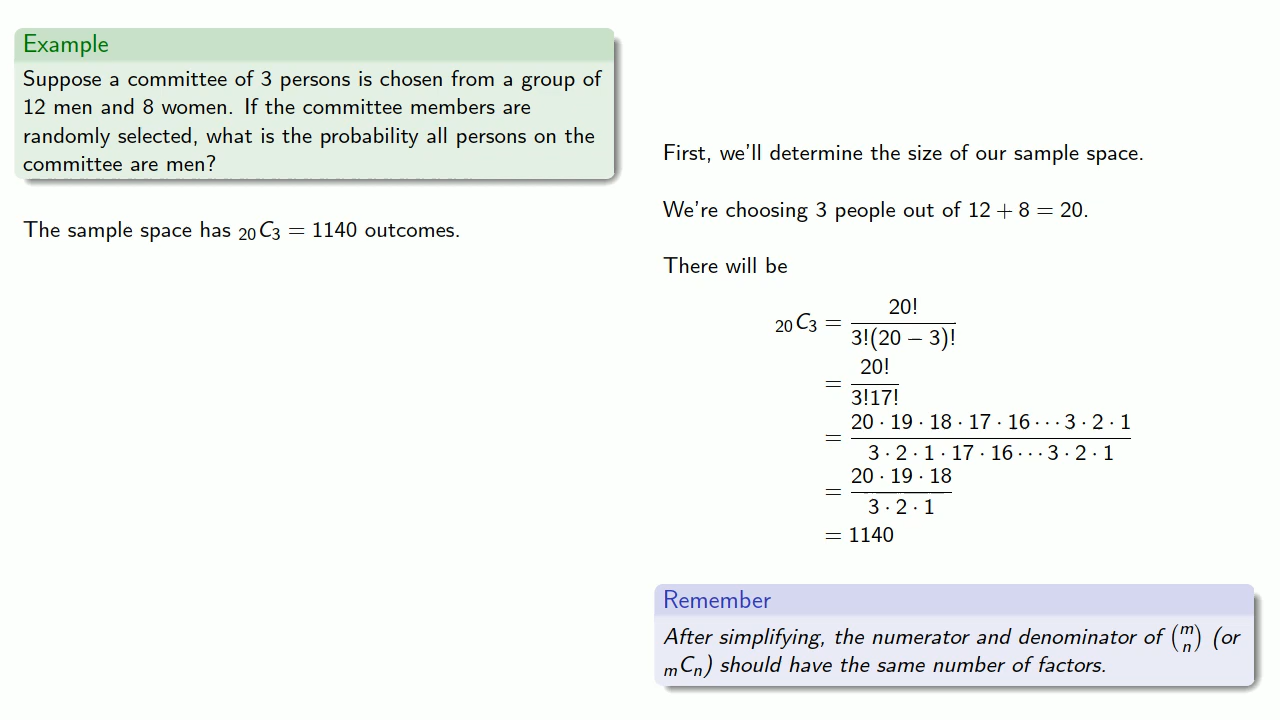 Example
Suppose a committee of 3 persons is chosen from a group of
12 men and 8 women. If the committee members are
randomly selected, what is the probability all persons on the
committee are men?
The sample space has ₂₀C₃ = 1140 outcomes.
First, we'll determine the size of our sample space.
We're choosing 3 people out of 12 + 8 = 20.
There will be
₂₀C₃ = 20! / 3!(20 − 3)!
= 20! / 3!17!
= 20 · 19 · 18 · 17 · 16 · · · 3 · 2 · 1 / 3 · 2 · 1 · 17 · 16 · · · 3 · 2 · 1
= 20 · 19 · 18 / 3 · 2 · 1
= 1140
Remember
After simplifying, the numerator and denominator of (m n) (or
ₘCₙ) should have the same number of factors.